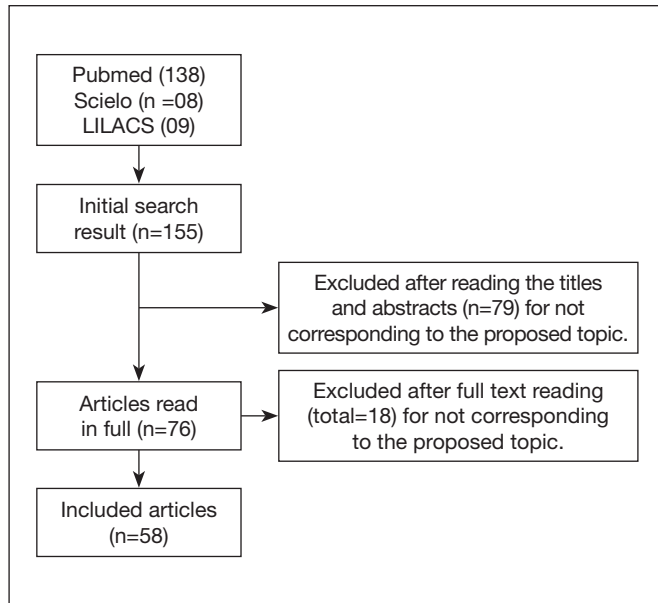 Pubmed (138)
Scielo (n =08)
LILACS (09)
Initial search
result (n=155)
Excluded after reading the titles
and abstracts (n=79) for not
corresponding to the proposed topic.
Articles read
in full (n=76)
Excluded after full text reading
(total=18) for not corresponding
to the proposed topic.
Included articles
(n=58)